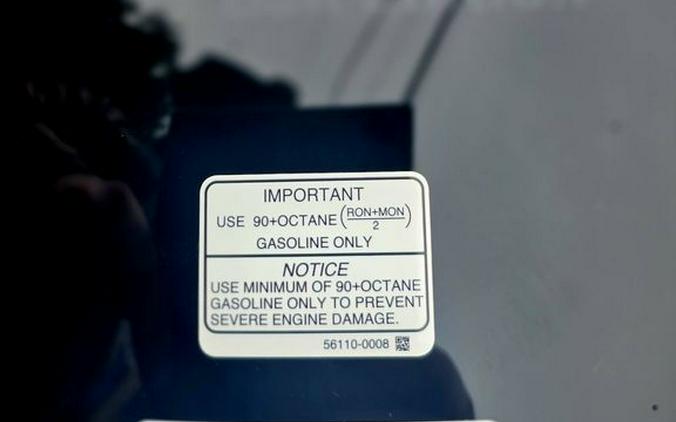 IMPORTANT
USE 90+OCTANE (RON+MON/2)
GASOLINE ONLY
NOTICE
USE MINIMUM OF 90+OCTANE
GASOLINE ONLY TO PREVENT
SEVERE ENGINE DAMAGE.
56110-0008